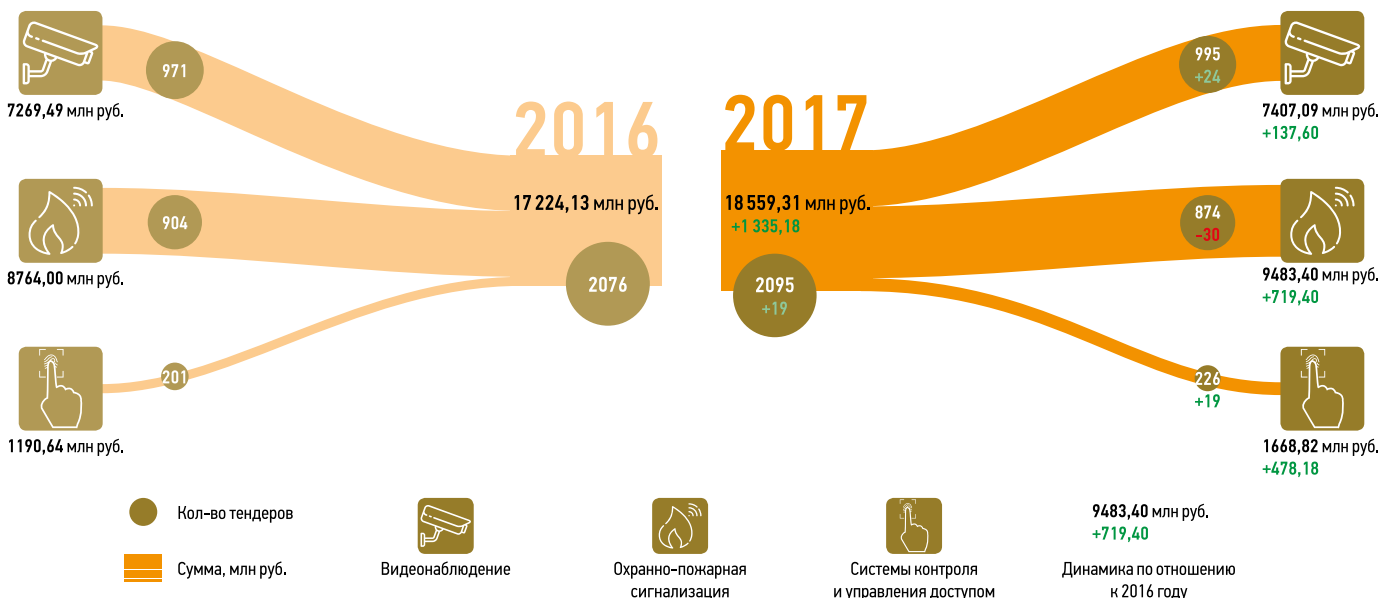 2016
2017
971
7269,49 млн руб.
904
8764,00 млн руб.
201
1190,64 млн руб.
17 224,13 млн руб.
2076
18 559,31 млн руб.
+1 335,18
2095
+19
995
+24
7407,09 млн руб.
+137,60
874
-30
9483,40 млн руб.
+719,40
226
+19
1668,82 млн руб.
+478,18
Кол-во тендеров
Сумма, млн руб.
Видеонаблюдение
Охранно-пожарная
сигнализация
Системы контроля
и управления доступом
9483,40 млн руб.
+719,40
Динамика по отношению
к 2016 году